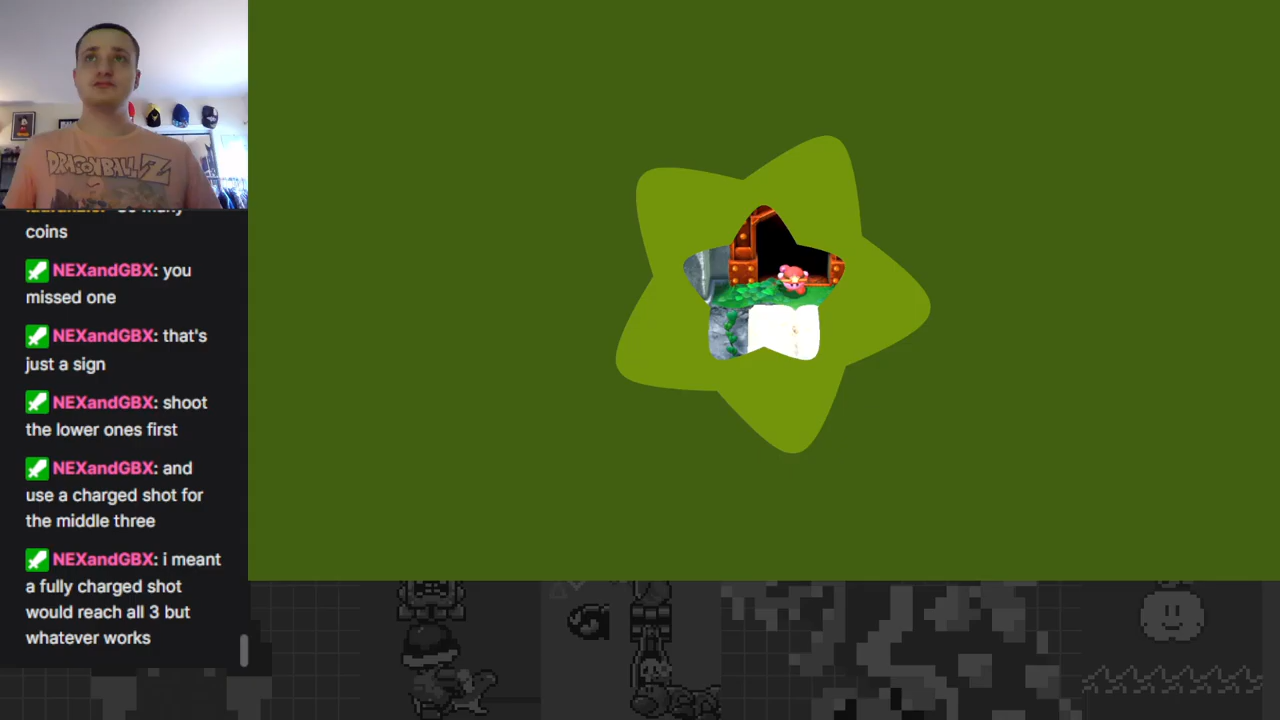 DRAGONBALL Z
coins
NEXandGBX: you
missed one
NEXandGBX: that's
just a sign
NEXandGBX: shoot
the lower ones first
NEXandGBX: and
use a charged shot for
the middle three
NEXandGBX: i meant
a fully charged shot
would reach all 3 but
whatever works